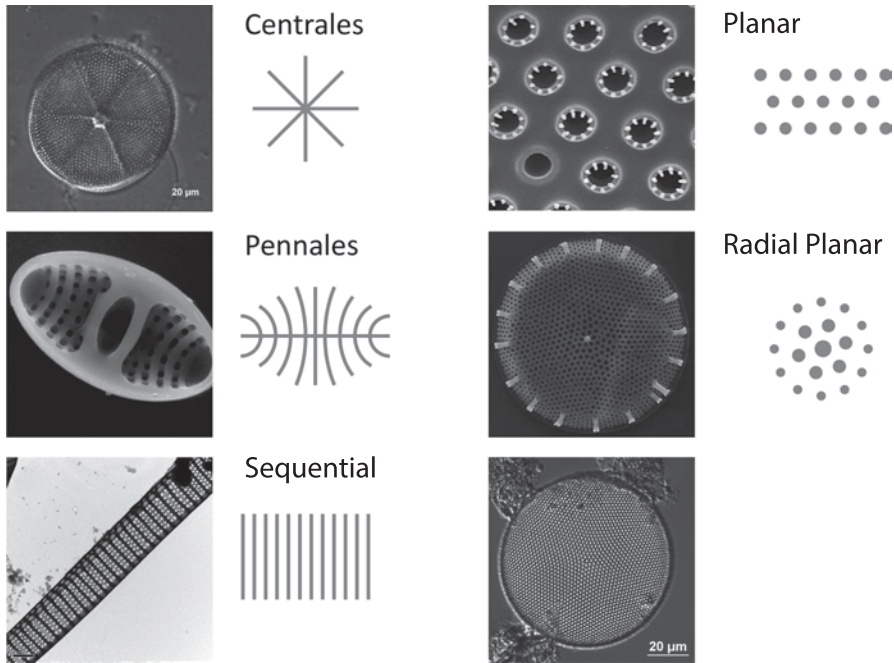 Centrales
20 µm
Planar
Pennales
Radial Planar
Sequential
20 µm